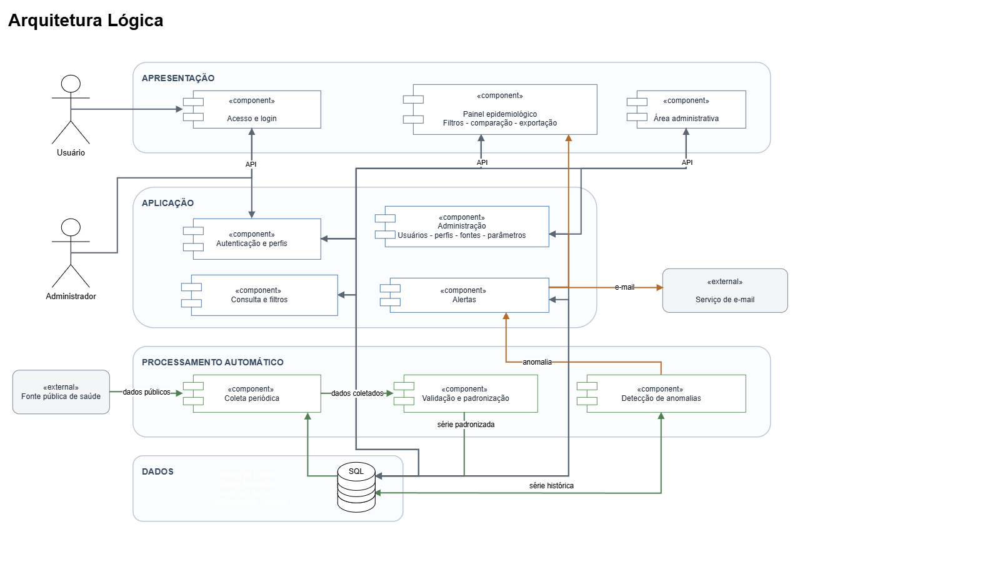 Arquitetura Lógica
APRESENTAÇÃO
«component»
Acesso e login
«component»
Painel epidemiológico
Filtros - comparação - exportação
«component»
Área administrativa
Usuário
API
API
API
APLICAÇÃO
«component»
Autenticação e perfis
«component»
Administração
Usuários - perfis - fontes - parâmetros
Administrador
«component»
Consulta e filtros
«component»
Alertas
e-mail
«external»
Serviço de e-mail
PROCESSAMENTO AUTOMÁTICO
anomalia
«external»
Fonte pública de saúde
dados públicos
«component»
Coleta periódica
dados coletados
«component»
Validação e padronização
«component»
Detecção de anomalias
série padronizada
DADOS
SQL
série histórica